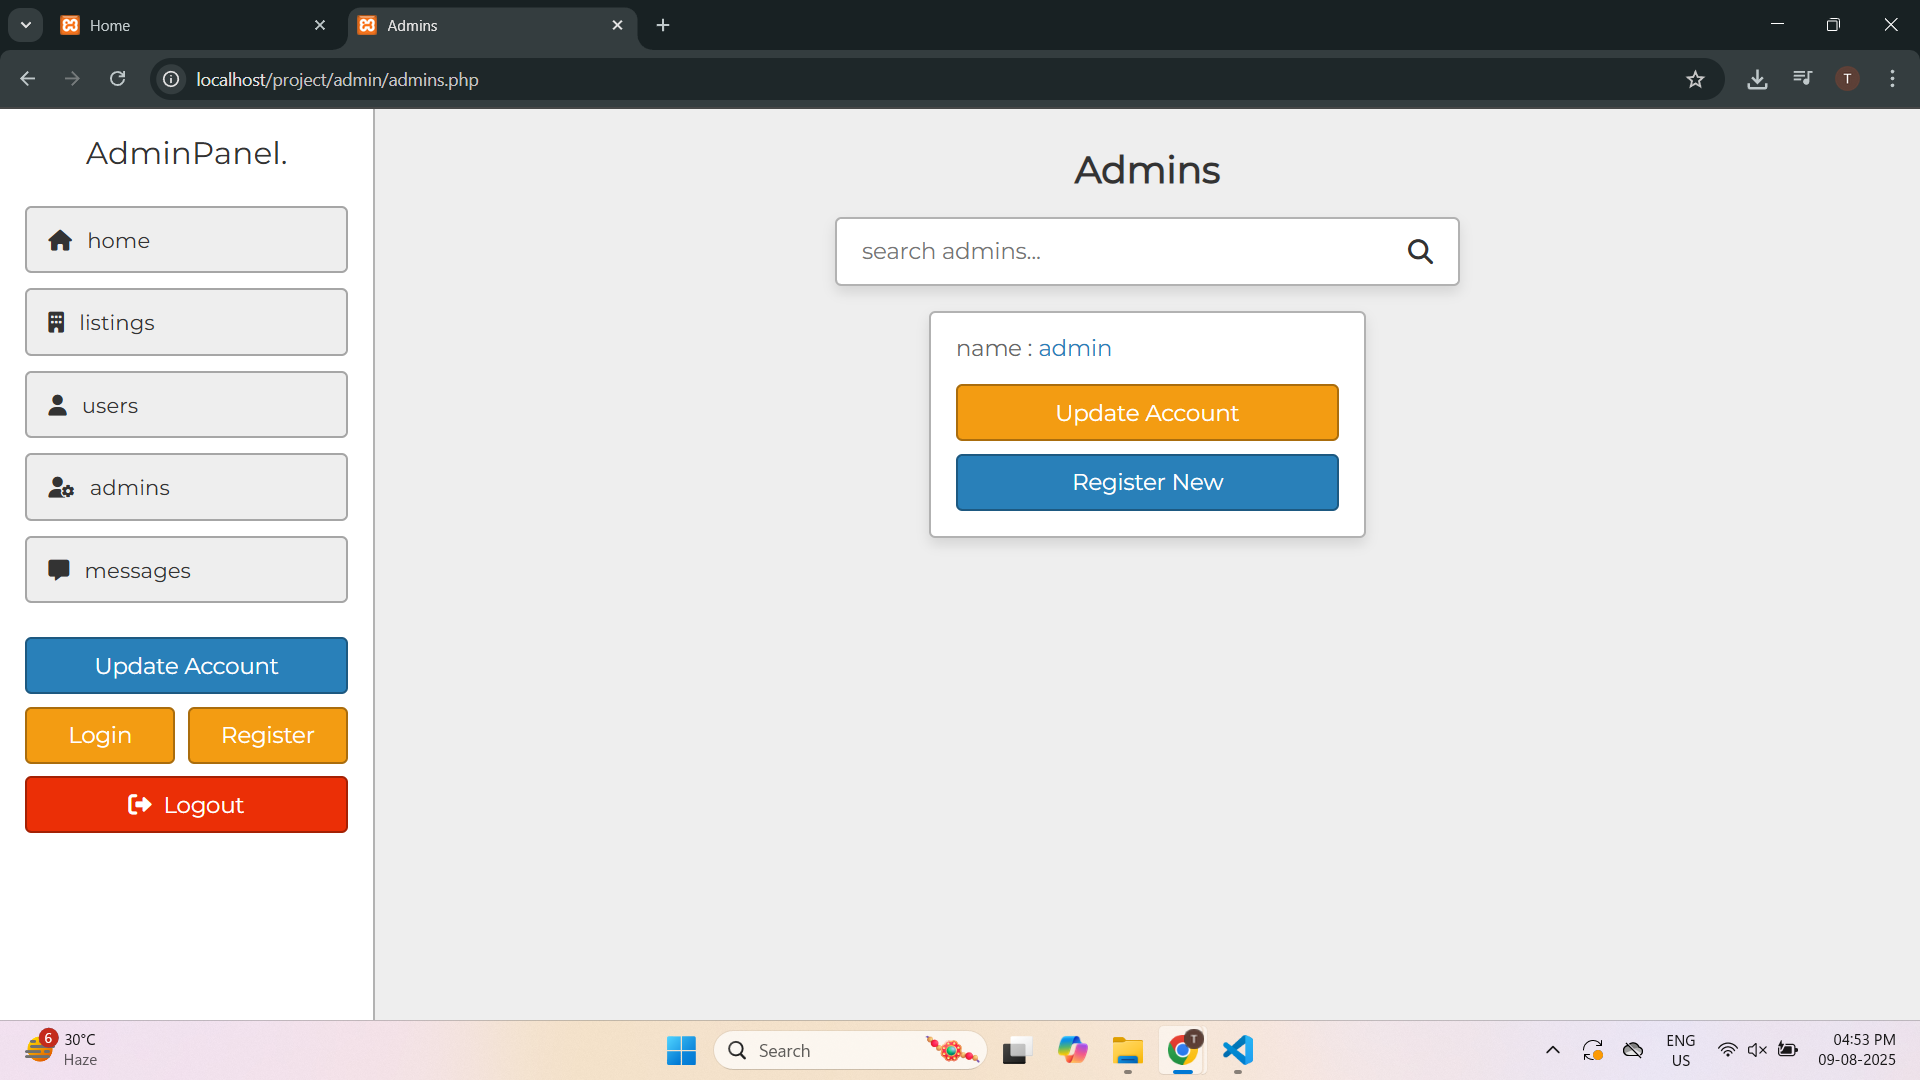 Home
Admins
localhost/project/admin/admins.php
T
AdminPanel.
home
listings
users
admins
messages
Update Account
Login
Register
Logout
Admins
search admins...
name : admin
Update Account
Register New
6
30°C
Haze
Search
T
ENG
US
04:53 PM
09-08-2025